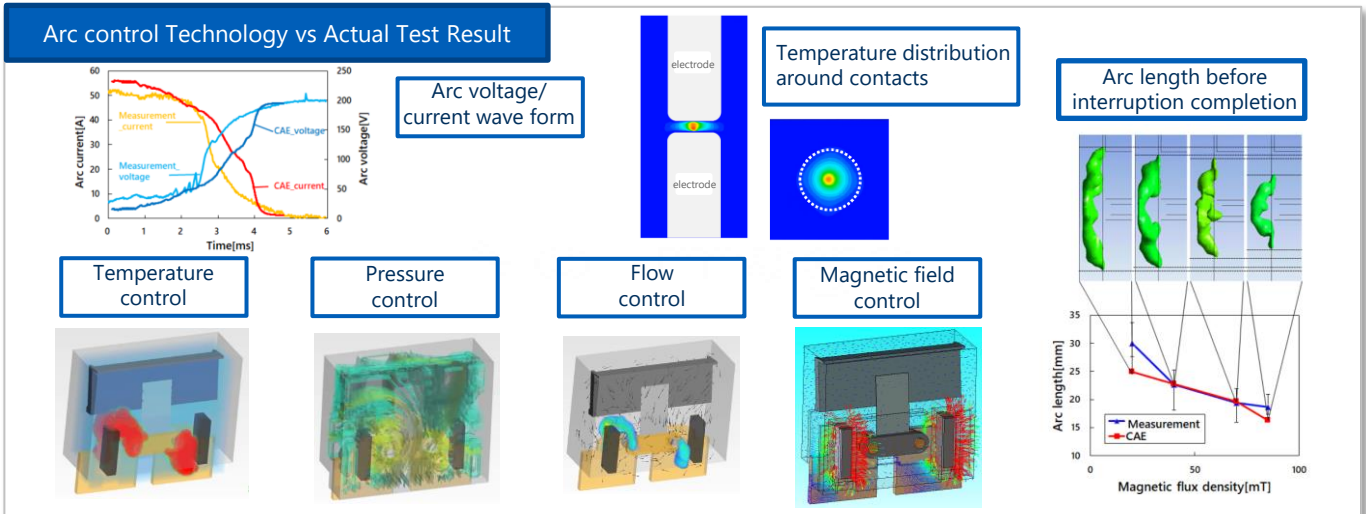 Arc control Technology vs Actual Test Result
60
50
40
30
20
10
0
Arc current[A]
250
200
150
100
50
0
Arc voltage[V]
Measurement
_current
CAE_voltage
Measurement_
voltage
CAE_current_
0 1 2 3 4 5 6
Time[ms]
Arc voltage/
current wave form
electrode
electrode
Temperature distribution
around contacts
Arc length before
interruption completion
Temperature
control
Pressure
control
Flow
control
Magnetic field
control
35
30
25
20
15
10
Arc length[mm]
Measurement
CAE
0 50 100
Magnetic flux density[mT]